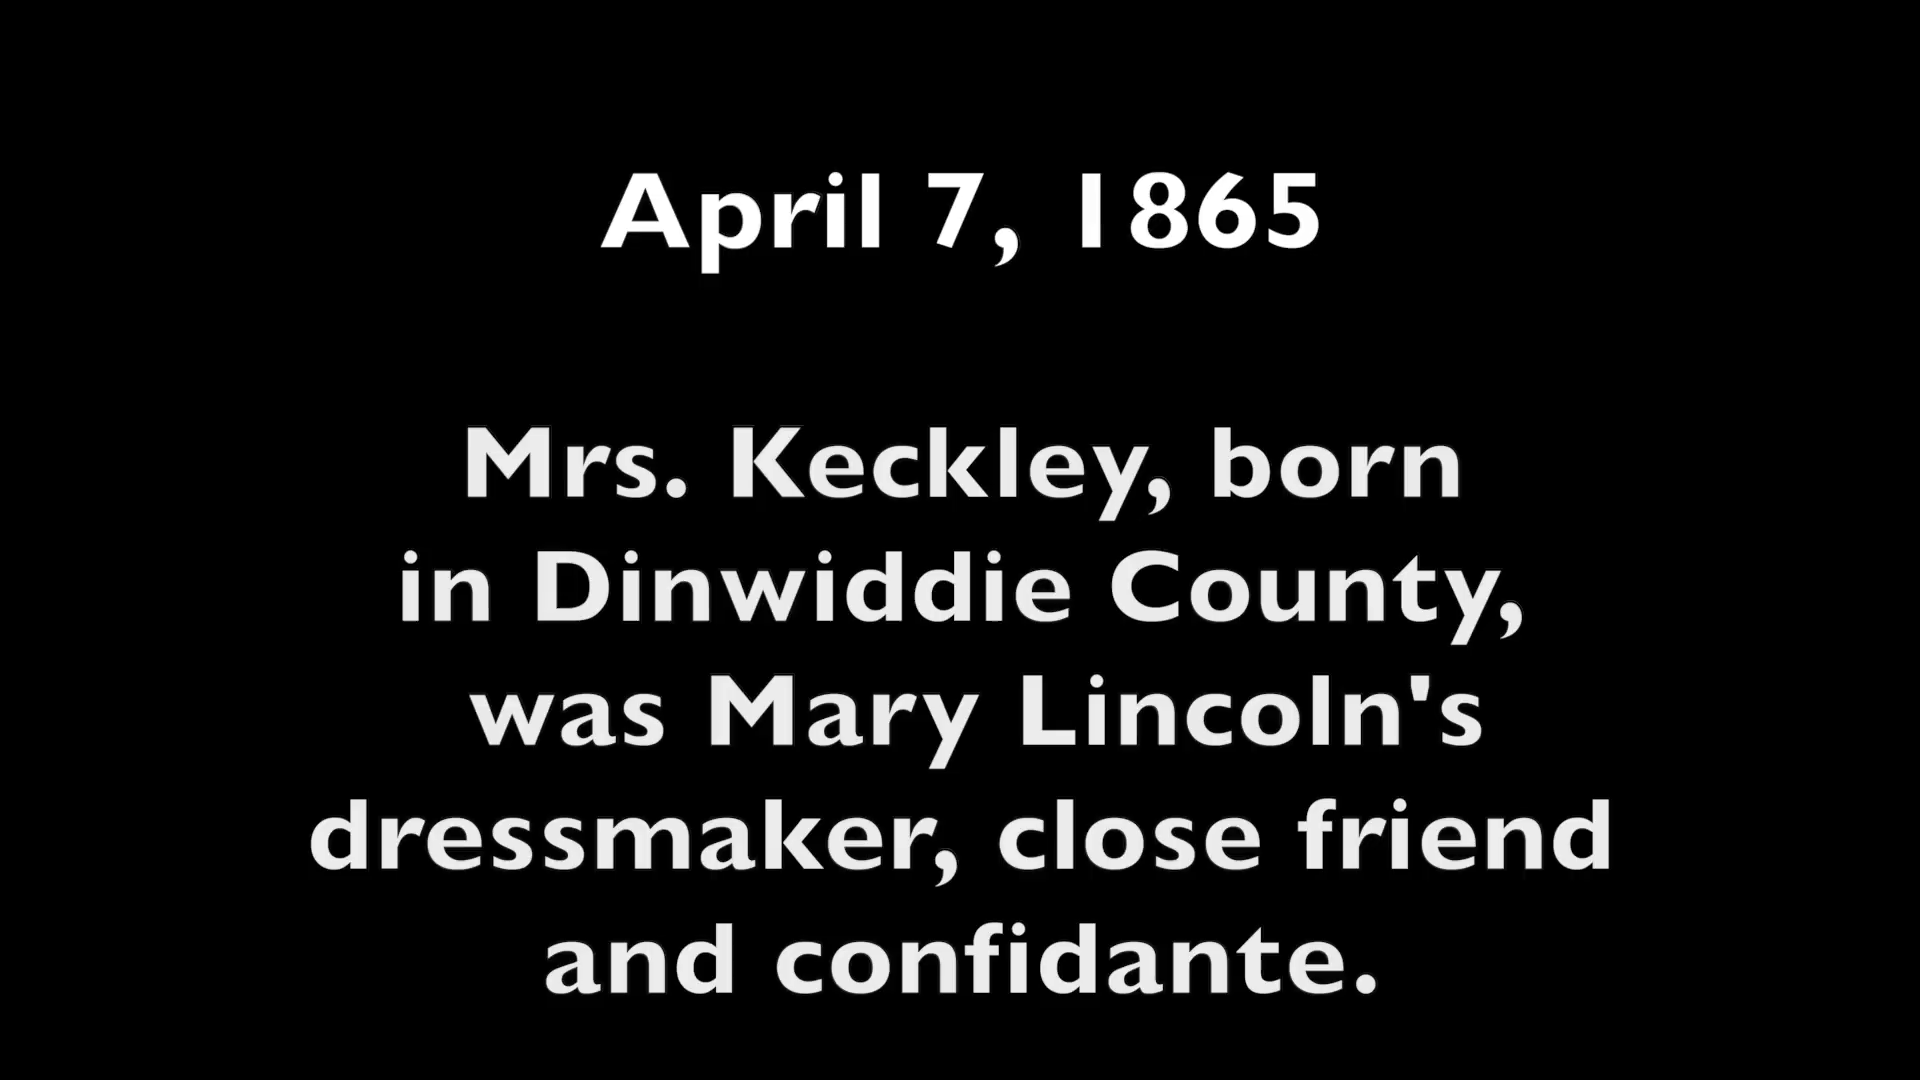 April 7, 1865
Mrs. Keckley, born
in Dinwiddie County,
was Mary Lincoln's
dressmaker, close friend
and confidante.